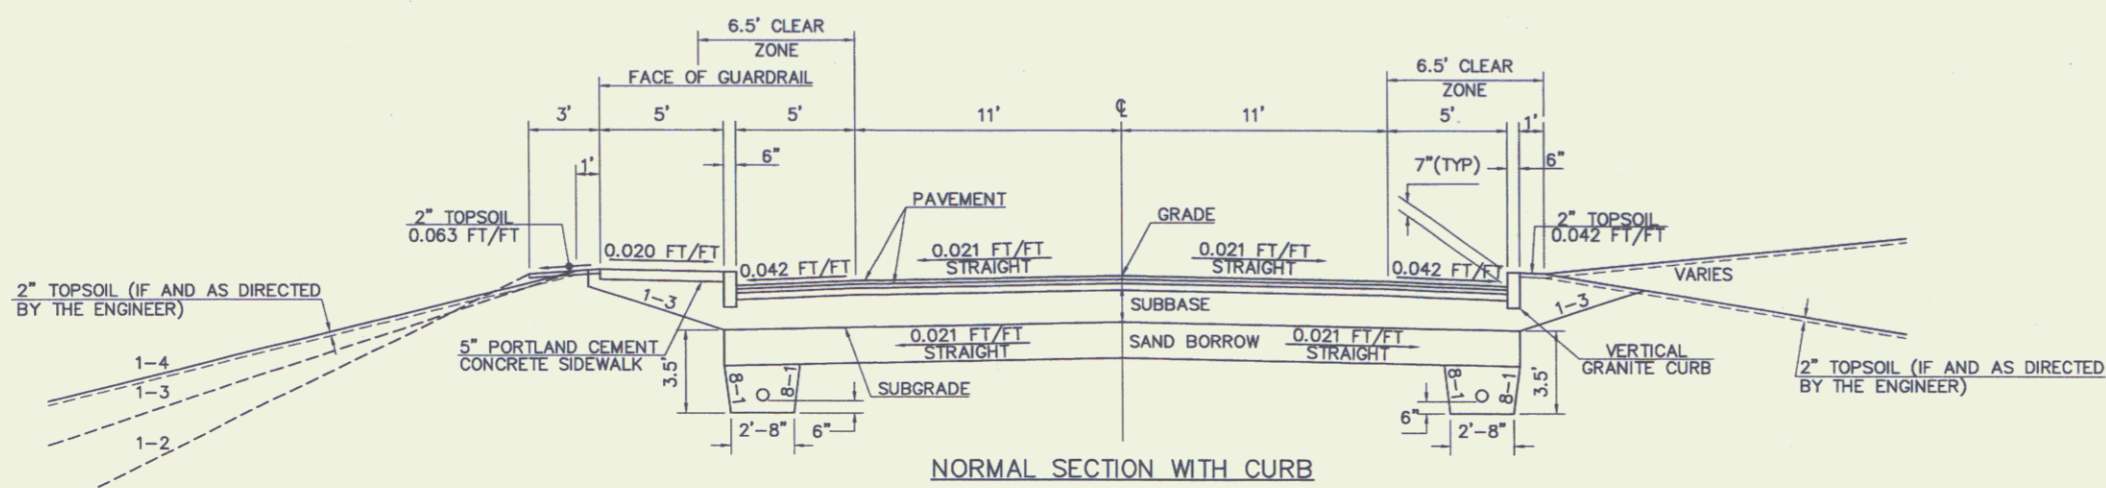 6.5' CLEAR
ZONE
FACE OF GUARDRAIL
6.5' CLEAR
ZONE
3'
5'
5'
11'
℄
11'
5'
1'
1'
6"
7"(TYP)
6"
2" TOPSOIL
0.063 FT/FT
PAVEMENT
GRADE
2" TOPSOIL
0.042 FT/FT
0.020 FT/FT
0.021 FT/FT
STRAIGHT
0.021 FT/FT
STRAIGHT
0.042 FT/FT
0.042 FT/FT
VARIES
2" TOPSOIL (IF AND AS DIRECTED
BY THE ENGINEER)
1-3
SUBBASE
1-3
5" PORTLAND CEMENT
CONCRETE SIDEWALK
0.021 FT/FT
STRAIGHT
SAND BORROW
0.021 FT/FT
STRAIGHT
VERTICAL
GRANITE CURB
2" TOPSOIL (IF AND AS DIRECTED
BY THE ENGINEER)
1-4
1-3
1-2
3.5'
8-1
8-1
SUBGRADE
8-1
8-1
3.5'
2'-8"
6"
6"
2'-8"
NORMAL SECTION WITH CURB